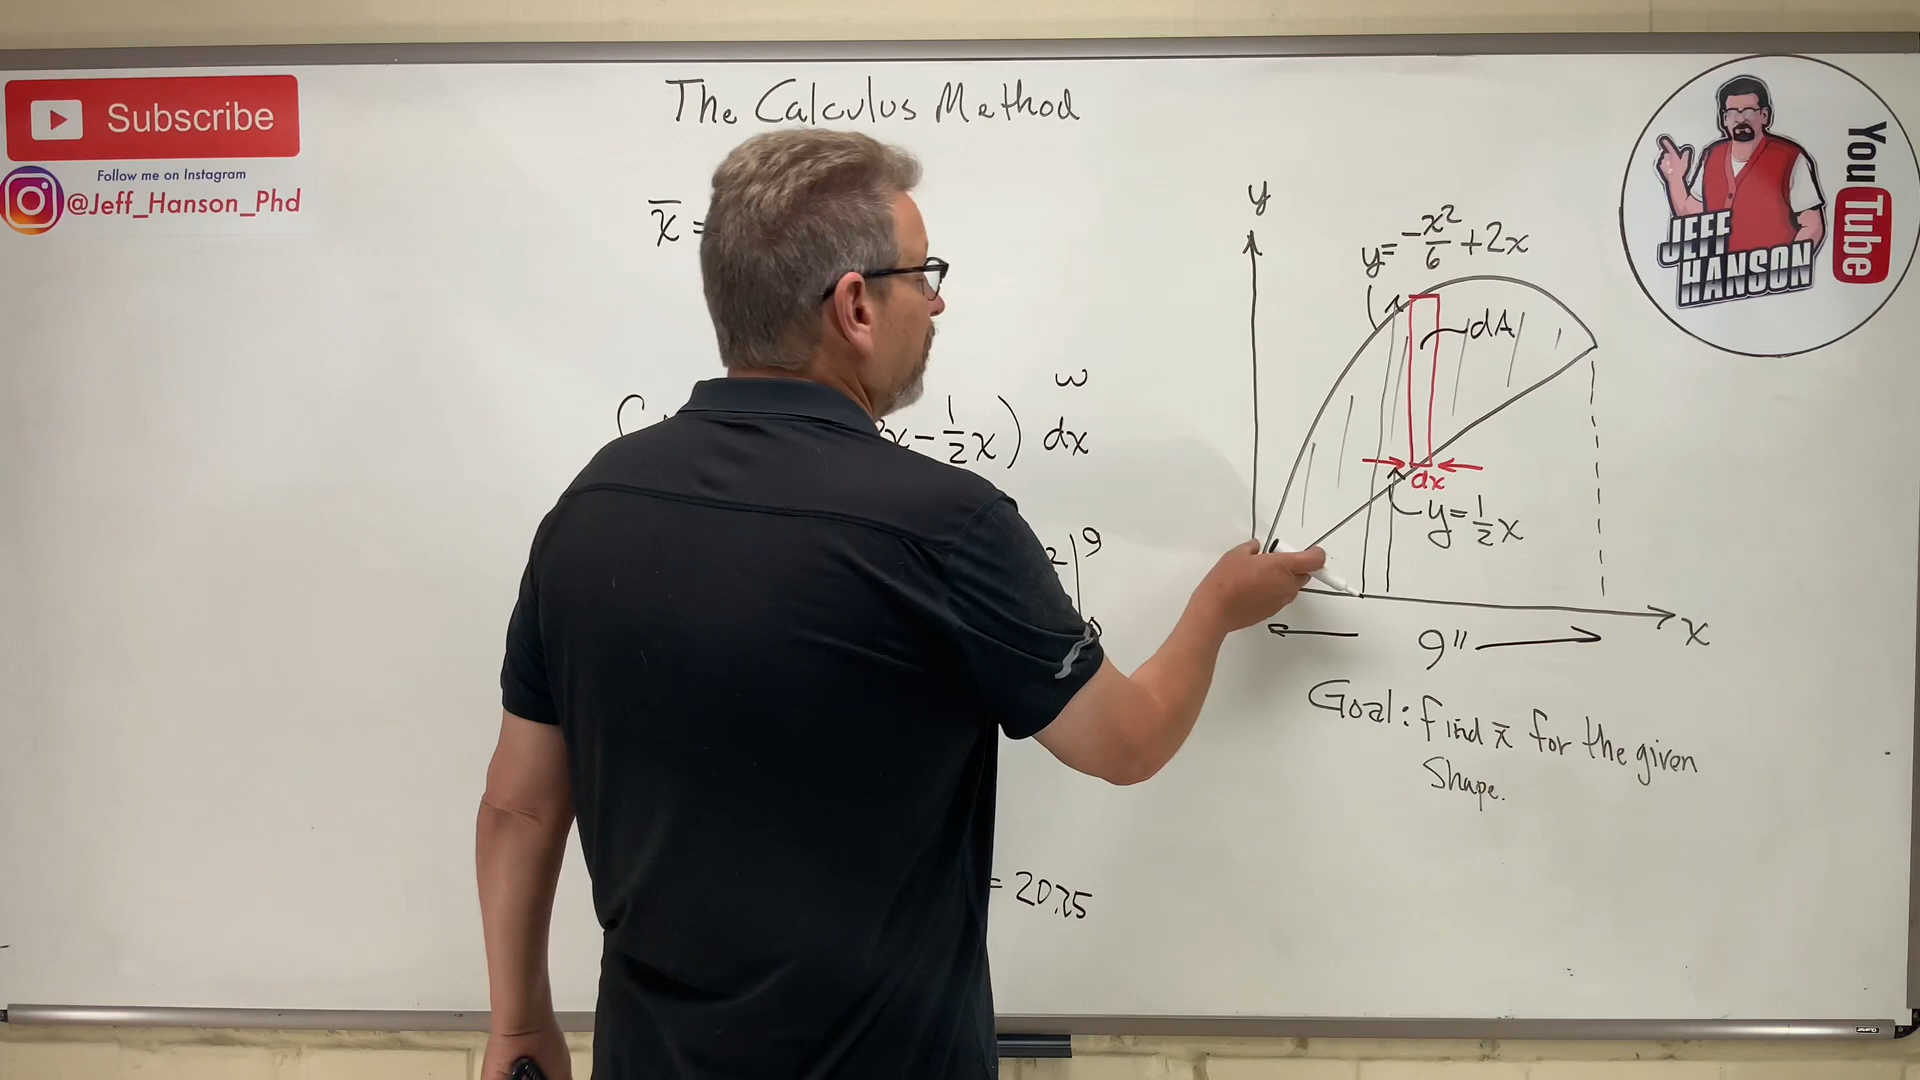 Subscribe
Follow me on Instagram
@Jeff_Hanson_Phd
The Calculus Method
x̄ =
w
x - 1/2 x) dx
2 | 9
= 20.25
y
y = -x²/6 + 2x
dA
dx
y = 1/2 x
x
9"
Goal: find x̄ for the given
Shape.
JEFF
HANSON
YouTube